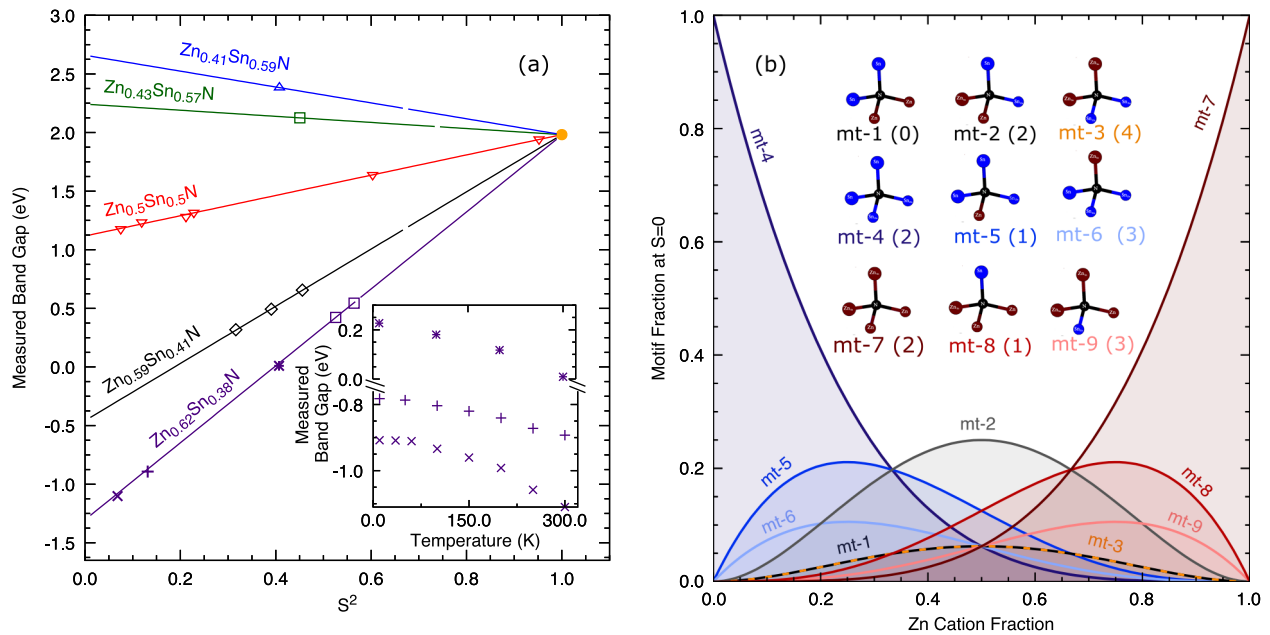 (a)
Measured Band Gap (eV)
3.0
2.5
2.0
1.5
1.0
0.5
0.0
-0.5
-1.0
-1.5
Zn0.41Sn0.59N
Zn0.43Sn0.57N
Zn0.5Sn0.5N
Zn0.59Sn0.41N
Zn0.62Sn0.38N
0.0 0.2 0.4 0.6 0.8 1.0
S²
Measured
Band Gap (eV)
0.2
0.0
-0.8
-1.0
0.0 150.0 300.0
Temperature (K)
(b)
Motif Fraction at S=0
1.0
0.8
0.6
0.4
0.2
0.0
mt-4
mt-7
Sn Sn N Zn Zn
mt-1 (0) mt-2 (2) mt-3 (4)
mt-4 (2) mt-5 (1) mt-6 (3)
mt-7 (2) mt-8 (1) mt-9 (3)
mt-2
mt-5
mt-8
mt-6
mt-9
mt-1
mt-3
0.0 0.2 0.4 0.6 0.8 1.0
Zn Cation Fraction